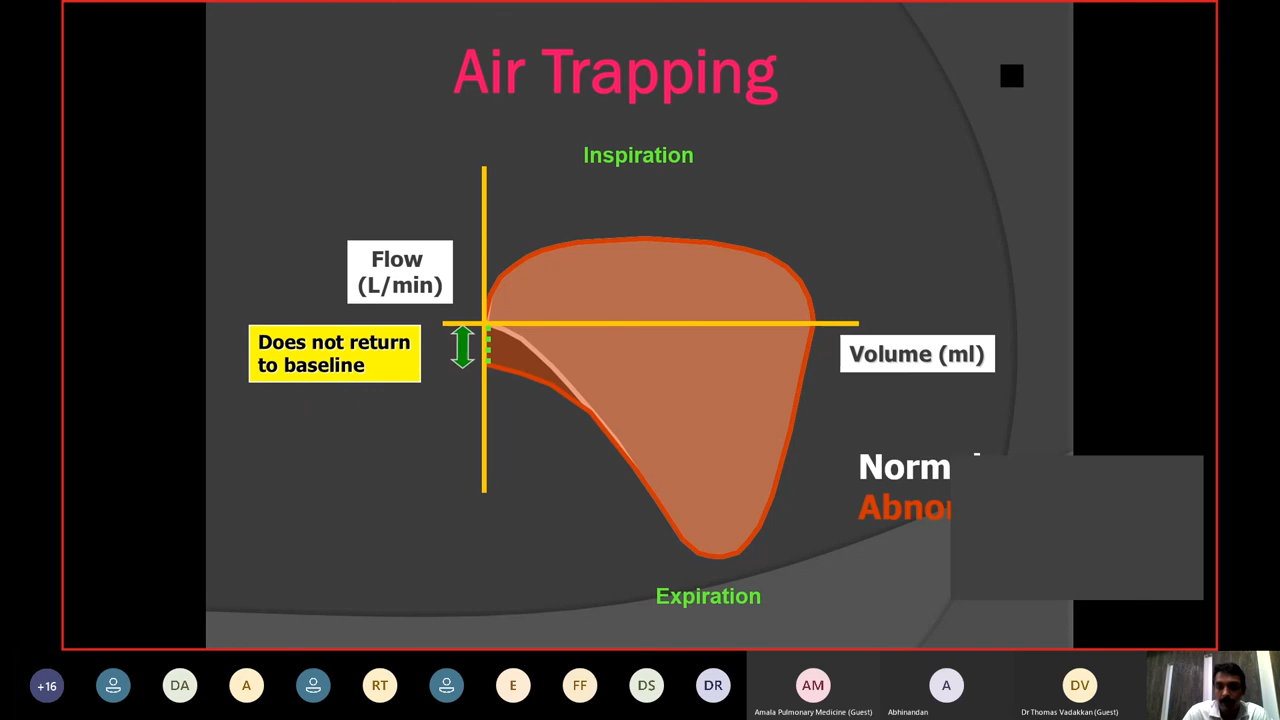 Air Trapping
Inspiration
Flow
(L/min)
Does not return
to baseline
Volume (ml)
Expiration
+16
DA
A
RT
E
FF
DS
DR
AM
A
DV
Amala Pulmonary Medicine (Guest)
Abhinandan
Dr Thomas Vadakkan (Guest)